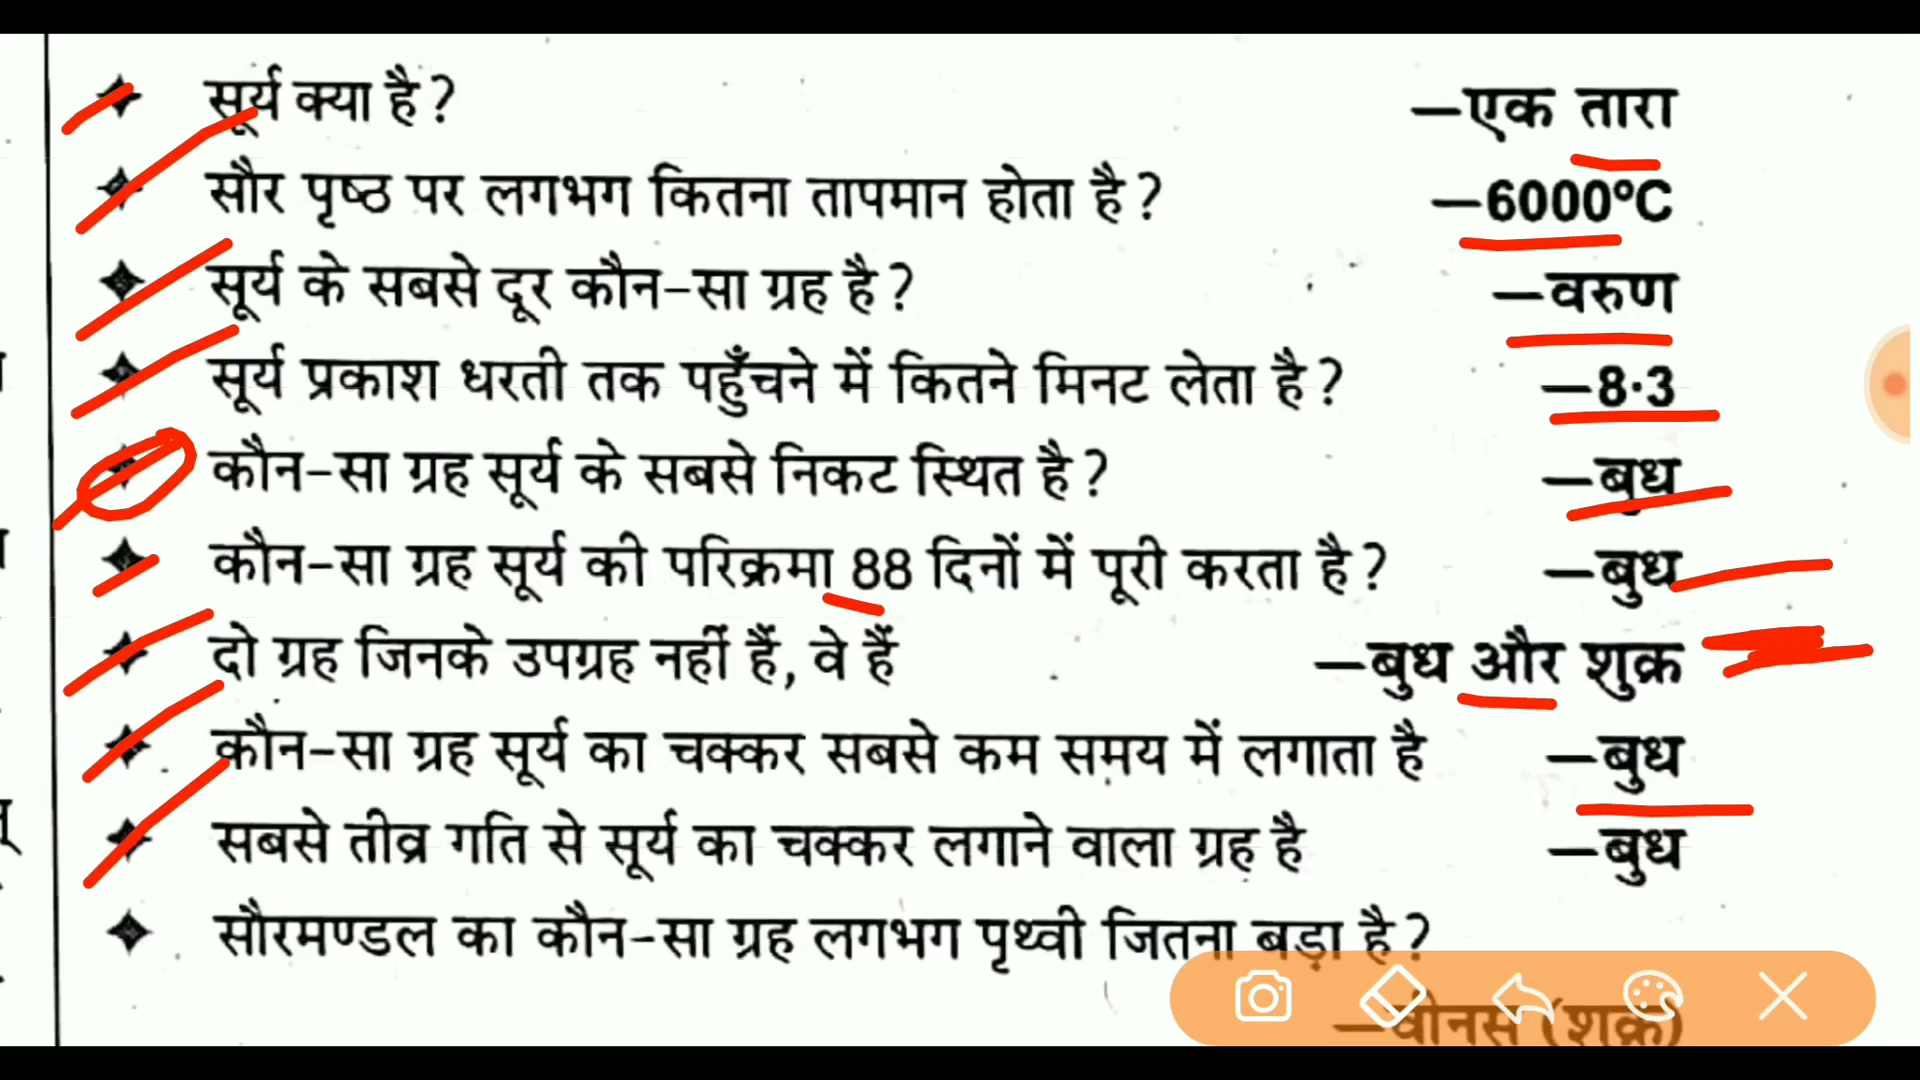 सूर्य क्या है? —एक तारा
सौर पृष्ठ पर लगभग कितना तापमान होता है? —6000ºC
सूर्य के सबसे दूर कौन-सा ग्रह है? —वरुण
सूर्य प्रकाश धरती तक पहुँचने में कितने मिनट लेता है? —8·3
कौन-सा ग्रह सूर्य के सबसे निकट स्थित है? —बुध
कौन-सा ग्रह सूर्य की परिक्रमा 88 दिनों में पूरी करता है? —बुध
दो ग्रह जिनके उपग्रह नहीं हैं, वे हैं —बुध और शुक्र
कौन-सा ग्रह सूर्य का चक्कर सबसे कम समय में लगाता है —बुध
सबसे तीव्र गति से सूर्य का चक्कर लगाने वाला ग्रह है —बुध
सौरमण्डल का कौन-सा ग्रह लगभग पृथ्वी जितना बड़ा है?
—वीनस (शुक्र)